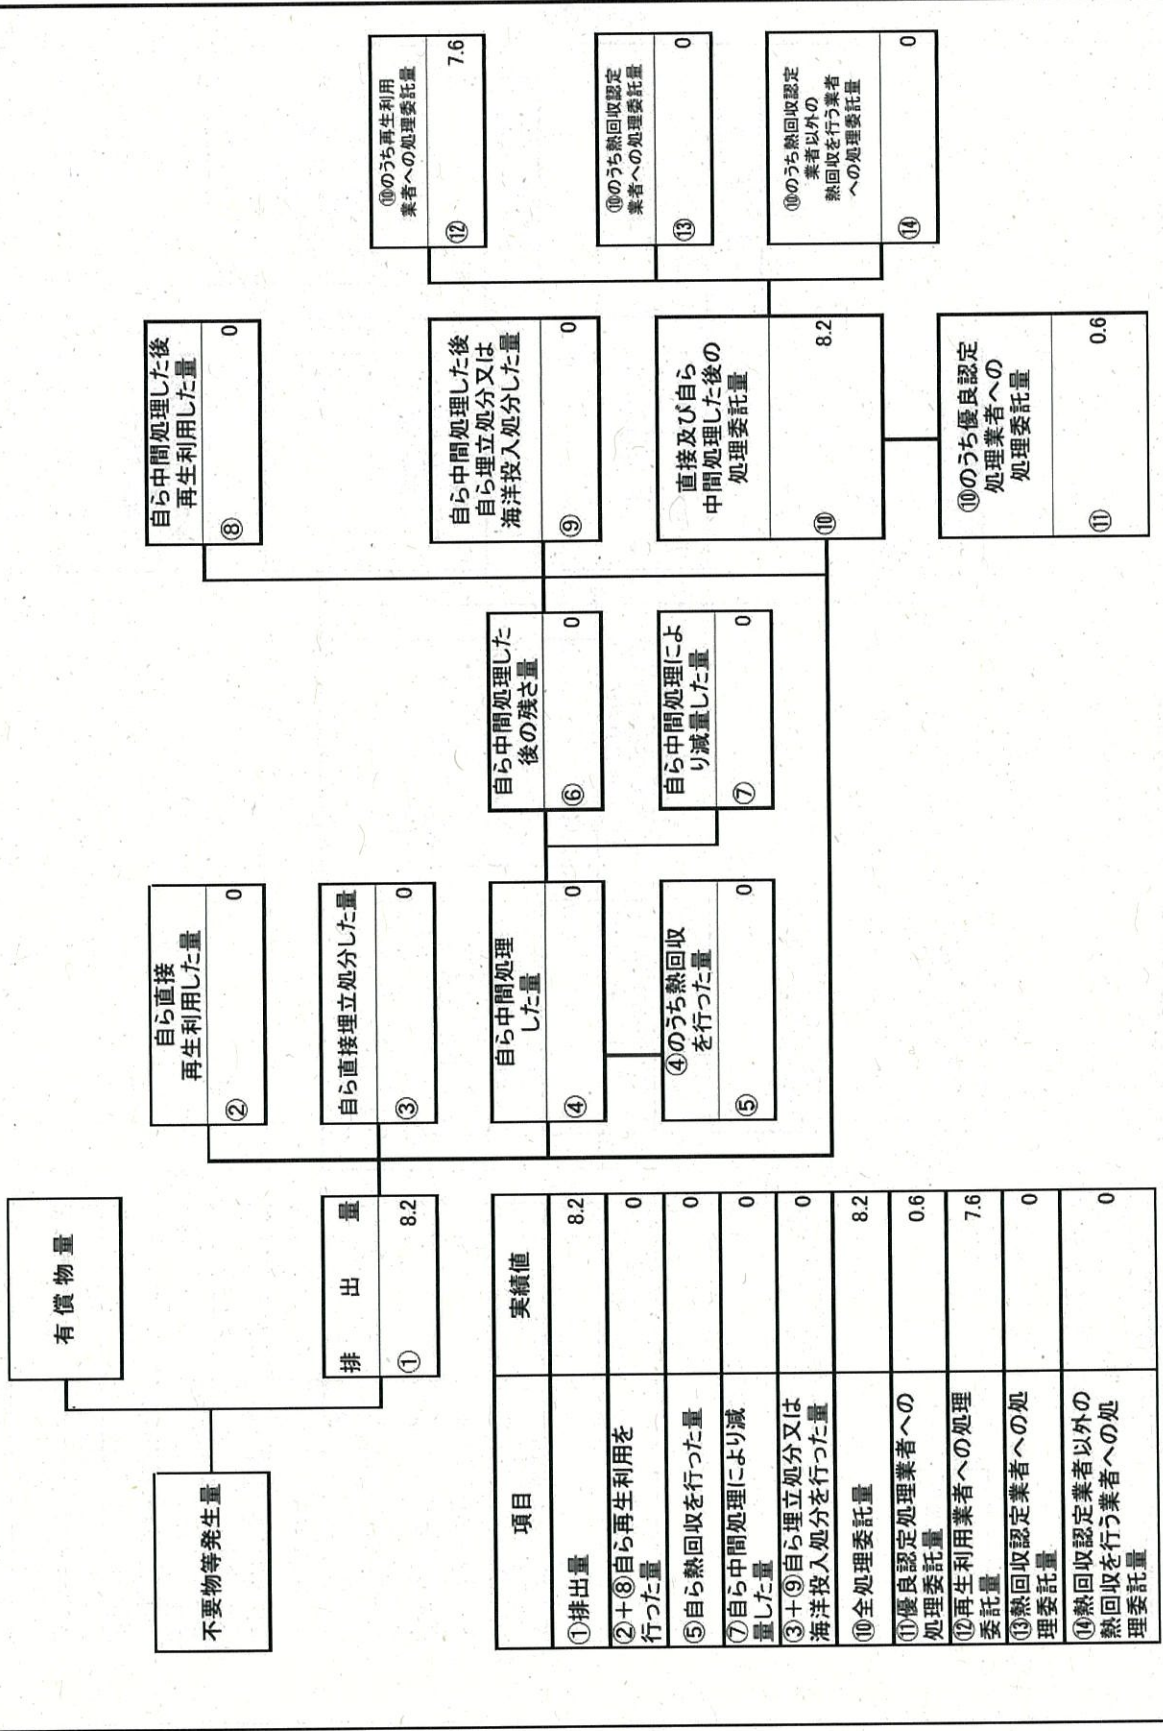 不要物等発生量
有償物量
排出量
① 8.2
自ら直接
再生利用した量
② 0
自ら直接埋立処分した量
③ 0
自ら中間処理
した量
④ 0
④のうち熱回収
を行った量
⑤ 0
自ら中間処理した
後の残さ量
⑥ 0
自ら中間処理によ
り減量した量
⑦ 0
自ら中間処理した後
再生利用した量
⑧ 0
自ら中間処理した後
自ら埋立処分又は
海洋投入処分した量
⑨ 0
直接及び自ら
中間処理した後の
処理委託量
⑩ 8.2
⑩のうち優良認定
処理業者への
処理委託量
⑪ 0.6
⑩のうち再生利用
業者への処理委託量
⑫ 7.6
⑩のうち熱回収認定
業者への処理委託量
⑬ 0
⑩のうち熱回収認定
業者以外の
熱回収を行う業者
への処理委託量
⑭ 0
項目 実績値
①排出量 8.2
②+⑧自ら再生利用を
行った量 0
⑤自ら熱回収を行った量 0
⑦自ら中間処理により減
量した量 0
③+⑨自ら埋立処分又は
海洋投入処分を行った量 0
⑩全処理委託量 8.2
⑪優良認定処理業者への
処理委託量 0.6
⑫再生利用業者への処理
委託量 7.6
⑬熱回収認定業者への処
理委託量 0
⑭熱回収認定業者以外の
熱回収を行う業者への処
理委託量 0